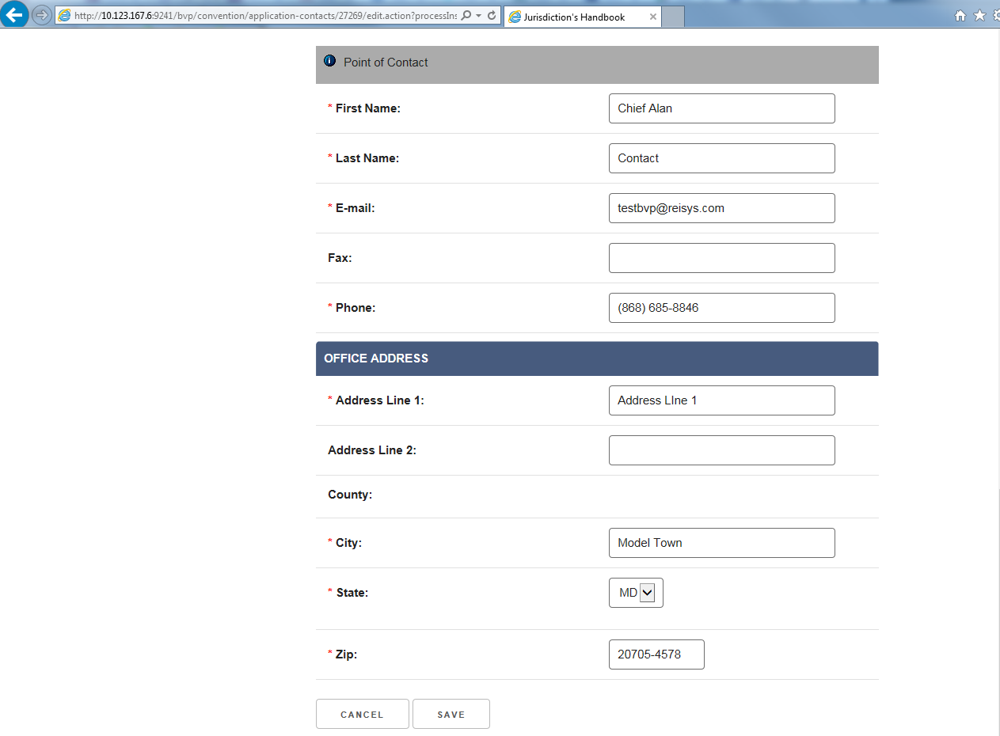 http://10.123.167.6:9241/bvp/convention/application-contacts/27269/edit.action?processIns
Jurisdiction's Handbook
Point of Contact
* First Name: Chief Alan
* Last Name: Contact
* E-mail: testbvp@reisys.com
Fax:
* Phone: (868) 685-8846
OFFICE ADDRESS
* Address Line 1: Address LIne 1
Address Line 2:
County:
* City: Model Town
* State: MD
* Zip: 20705-4578
CANCEL SAVE